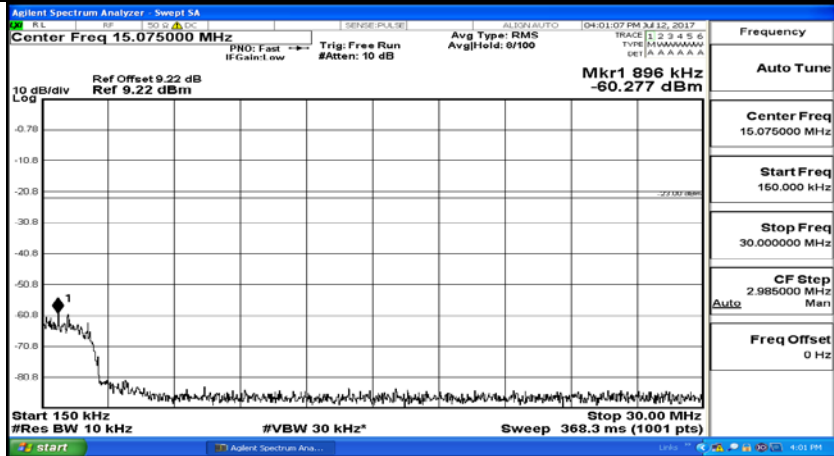 Agilent Spectrum Analyzer - Swept SA
RL RF 50 Ω DC SENSE:PULSE ALIGN AUTO 04:01:07 PM Jul 12, 2017
Center Freq 15.075000 MHz
PNO: Fast
IFGain:Low
Trig: Free Run
#Atten: 10 dB
Avg Type: RMS
Avg|Hold: 8/100
TRACE 1 2 3 4 5 6
TYPE MWWWWW
DET A A A A A A
Ref Offset 9.22 dB
Ref 9.22 dBm
10 dB/div
Log
Mkr1 896 kHz
-60.277 dBm
-0.78
-10.8
-20.8
-23.00 dBm
-30.8
-40.8
-50.8
-60.8
-70.8
-80.8
1
Start 150 kHz
Stop 30.00 MHz
#Res BW 10 kHz
#VBW 30 kHz*
Sweep 368.3 ms (1001 pts)
Frequency
Auto Tune
Center Freq
15.075000 MHz
Start Freq
150.000 kHz
Stop Freq
30.000000 MHz
CF Step
2.985000 MHz
Auto Man
Freq Offset
0 Hz
start
Agilent Spectrum Ana...
Links
4:01 PM